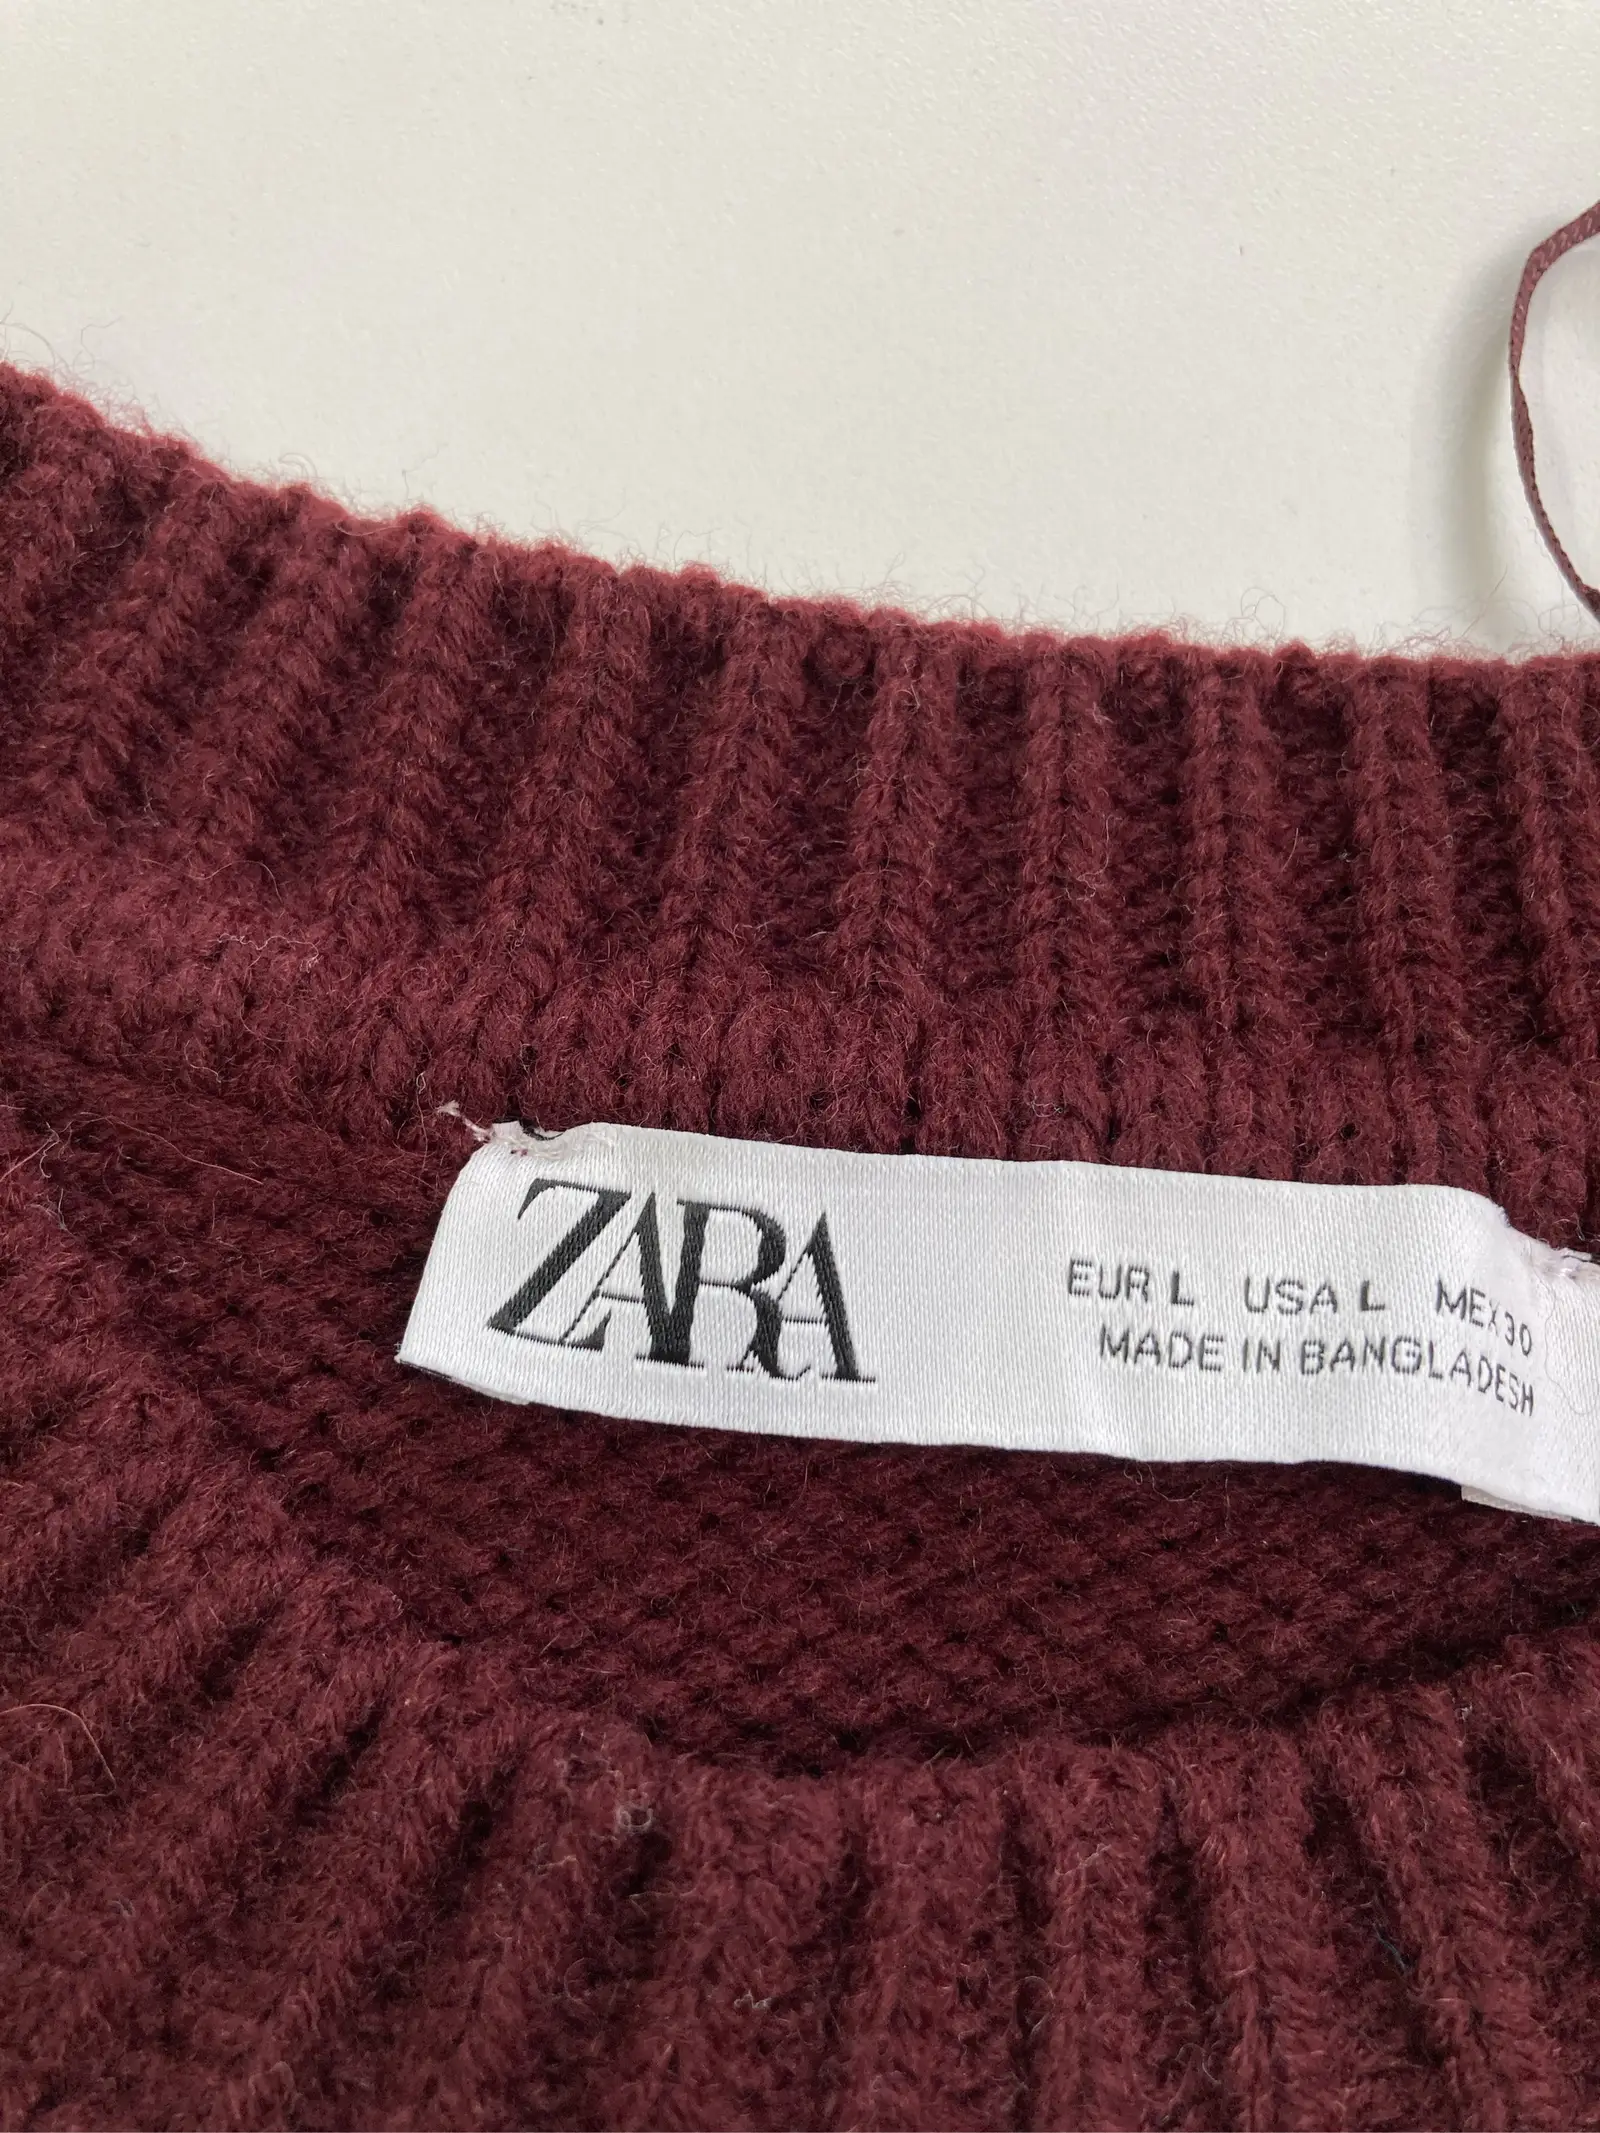 ZARA
EUR L USA L MEX 30
MADE IN BANGLADESH